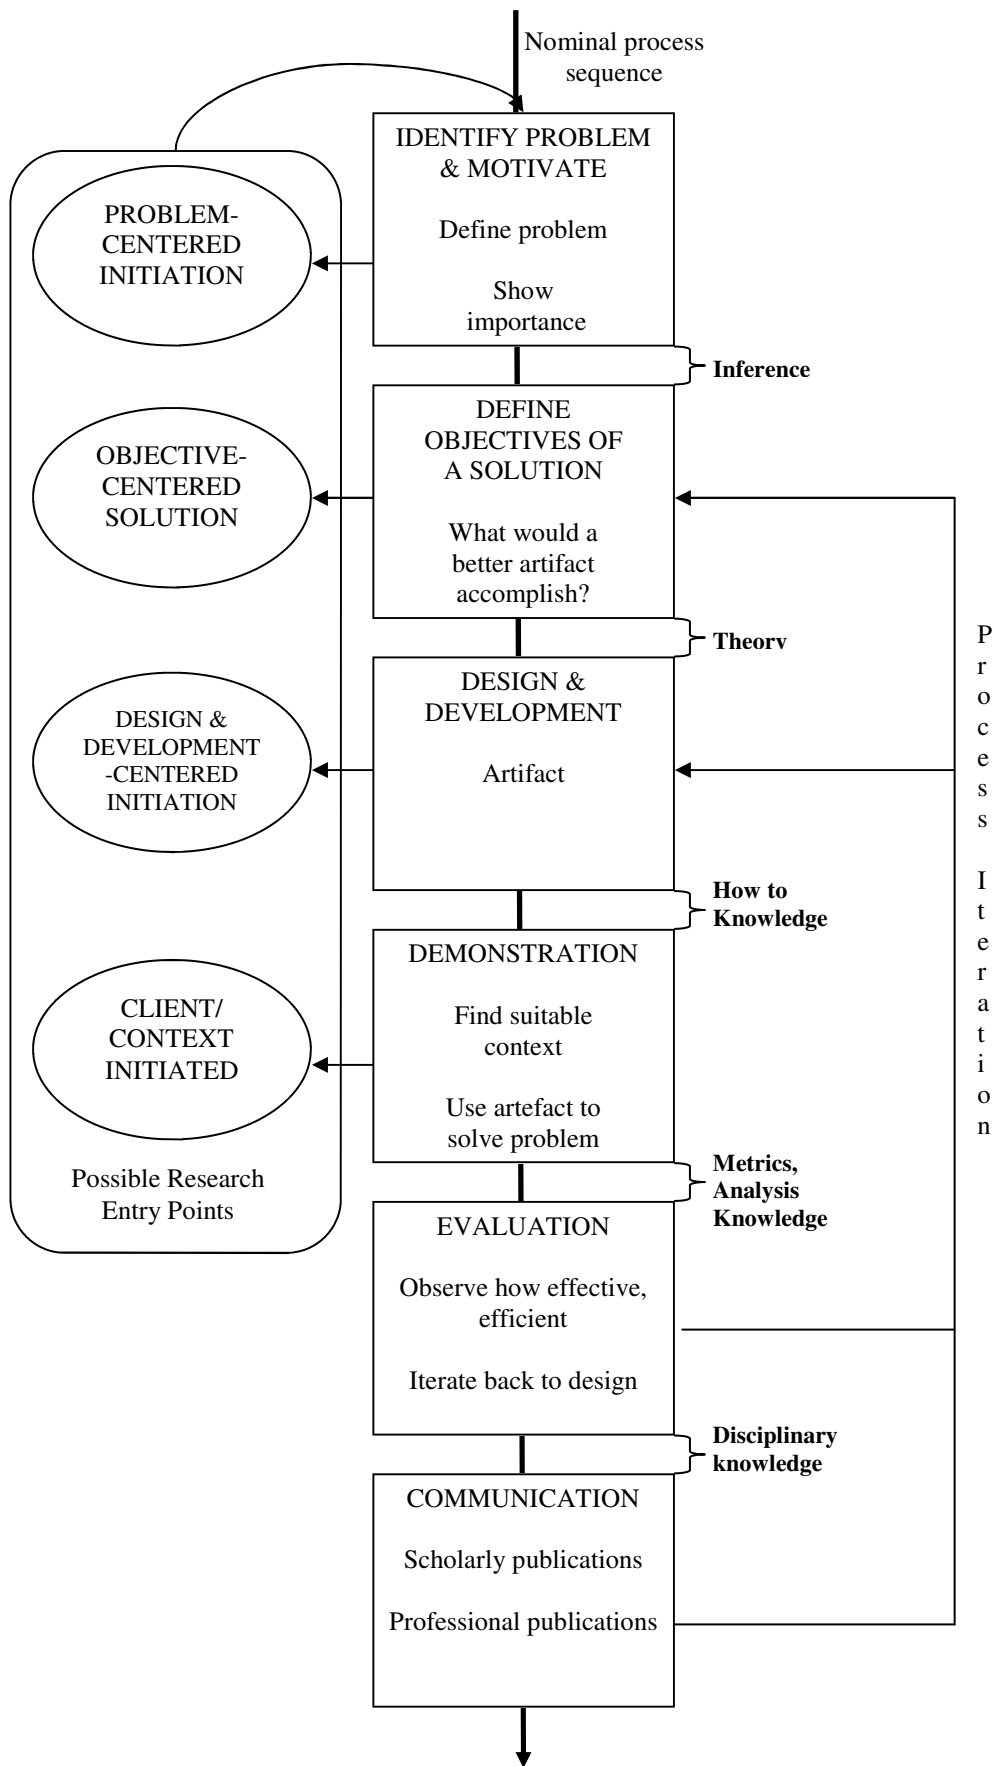 Nominal process
sequence
IDENTIFY PROBLEM
& MOTIVATE
Define problem
Show
importance
PROBLEM-
CENTERED
INITIATION
Inference
DEFINE
OBJECTIVES OF
A SOLUTION
What would a
better artifact
accomplish?
OBJECTIVE-
CENTERED
SOLUTION
Theory
DESIGN &
DEVELOPMENT
Artifact
DESIGN &
DEVELOPMENT
-CENTERED
INITIATION
How to
Knowledge
DEMONSTRATION
Find suitable
context
Use artefact to
solve problem
CLIENT/
CONTEXT
INITIATED
Possible Research
Entry Points
Metrics,
Analysis
Knowledge
EVALUATION
Observe how effective,
efficient
Iterate back to design
Disciplinary
knowledge
COMMUNICATION
Scholarly publications
Professional publications
Process Iteration